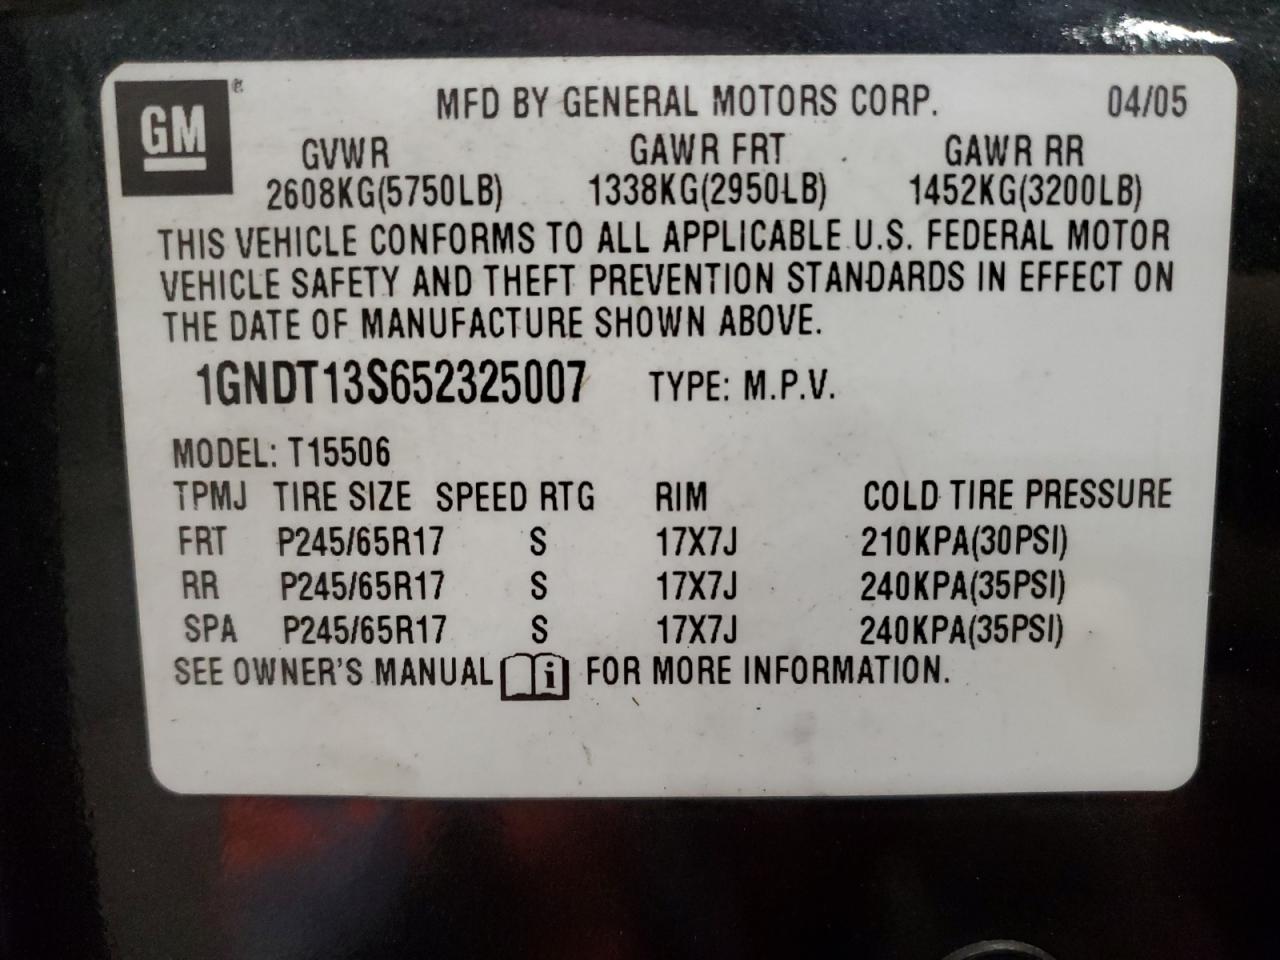 GM ®
MFD BY GENERAL MOTORS CORP. 04/05
GVWR GAWR FRT GAWR RR
2608KG(5750LB) 1338KG(2950LB) 1452KG(3200LB)
THIS VEHICLE CONFORMS TO ALL APPLICABLE U.S. FEDERAL MOTOR
VEHICLE SAFETY AND THEFT PREVENTION STANDARDS IN EFFECT ON
THE DATE OF MANUFACTURE SHOWN ABOVE.
1GNDT13S652325007 TYPE: M.P.V.
MODEL: T15506
TPMJ TIRE SIZE SPEED RTG RIM COLD TIRE PRESSURE
FRT P245/65R17 S 17X7J 210KPA(30PSI)
RR P245/65R17 S 17X7J 240KPA(35PSI)
SPA P245/65R17 S 17X7J 240KPA(35PSI)
SEE OWNER'S MANUAL i FOR MORE INFORMATION.